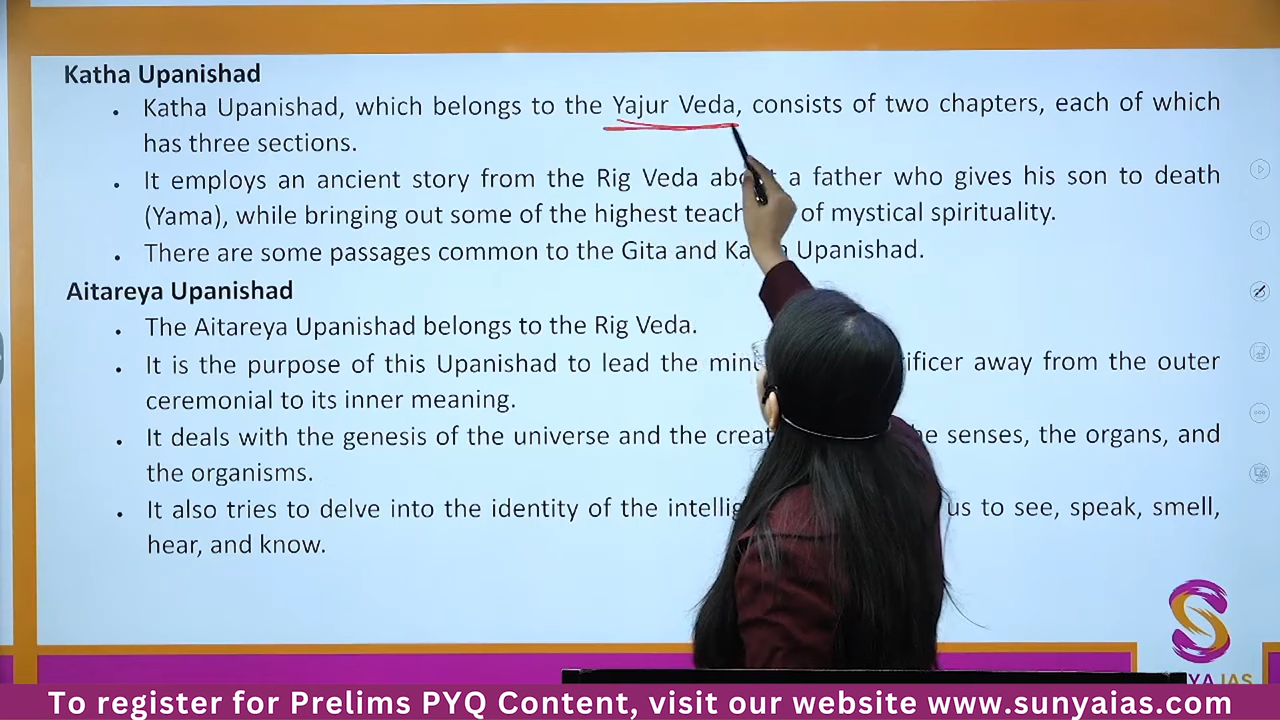 Katha Upanishad
• Katha Upanishad, which belongs to the Yajur Veda, consists of two chapters, each of which
has three sections.
• It employs an ancient story from the Rig Veda about a father who gives his son to death
(Yama), while bringing out some of the highest teach of mystical spirituality.
• There are some passages common to the Gita and Katha Upanishad.
Aitareya Upanishad
• The Aitareya Upanishad belongs to the Rig Veda.
• It is the purpose of this Upanishad to lead the min ificer away from the outer
ceremonial to its inner meaning.
• It deals with the genesis of the universe and the creat he senses, the organs, and
the organisms.
• It also tries to delve into the identity of the intellig us to see, speak, smell,
hear, and know.
YA IAS
To register for Prelims PYQ Content, visit our website www.sunyaias.com